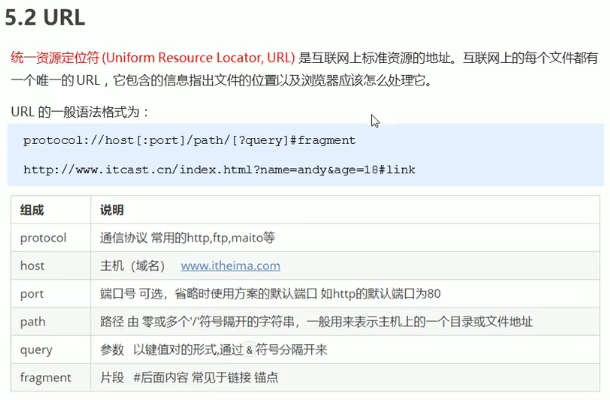 5.2 URL
统一资源定位符 (Uniform Resource Locator, URL) 是互联网上标准资源的地址。互联网上的每个文件都有
一个唯一的 URL，它包含的信息指出文件的位置以及浏览器应该怎么处理它。
URL 的一般语法格式为：
protocol://host[:port]/path/[?query]#fragment
http://www.itcast.cn/index.html?name=andy&age=18#link
组成 说明
protocol 通信协议 常用的http,ftp,maito等
host 主机（域名） www.itheima.com
port 端口号 可选，省略时使用方案的默认端口 如http的默认端口为80
path 路径 由 零或多个'/'符号隔开的字符串，一般用来表示主机上的一个目录或文件地址
query 参数 以键值对的形式,通过 & 符号分隔开来
fragment 片段 #后面内容 常见于链接 锚点